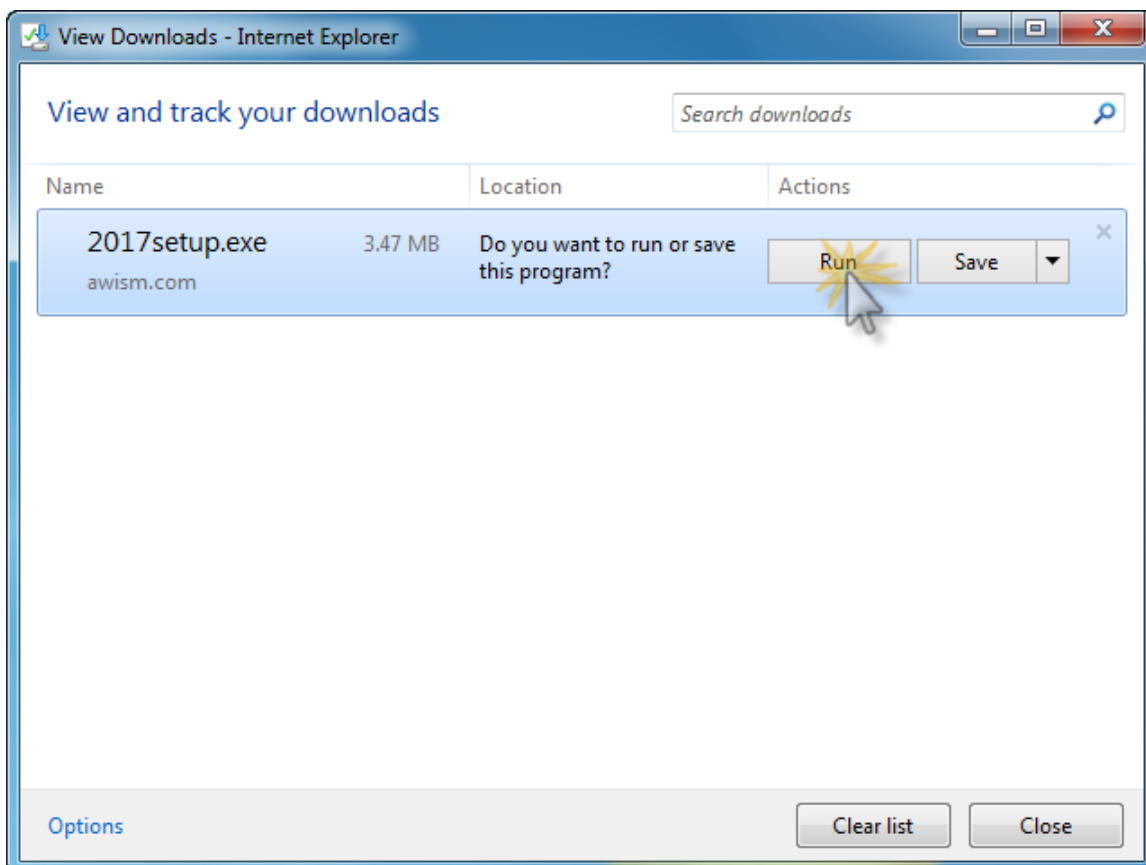 View Downloads - Internet Explorer
View and track your downloads
Search downloads
Name Location Actions
2017setup.exe 3.47 MB Do you want to run or save
this program? Run Save
awism.com
Options Clear list Close